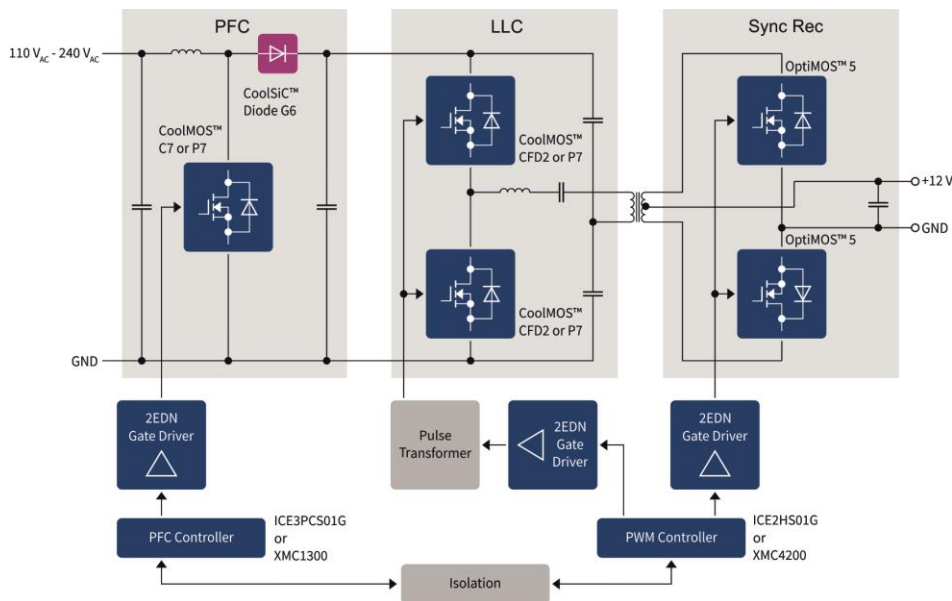 PFC
LLC
Sync Rec
110 V_AC - 240 V_AC
CoolSiC™
Diode G6
CoolMOS™
C7 or P7
CoolMOS™
CFD2 or P7
OptiMOS™ 5
+12 V
GND
OptiMOS™ 5
CoolMOS™
CFD2 or P7
GND
2EDN
Gate Driver
Pulse
Transformer
2EDN
Gate
Driver
2EDN
Gate Driver
PFC Controller
ICE3PCS01G
or
XMC1300
PWM Controller
ICE2HS01G
or
XMC4200
Isolation